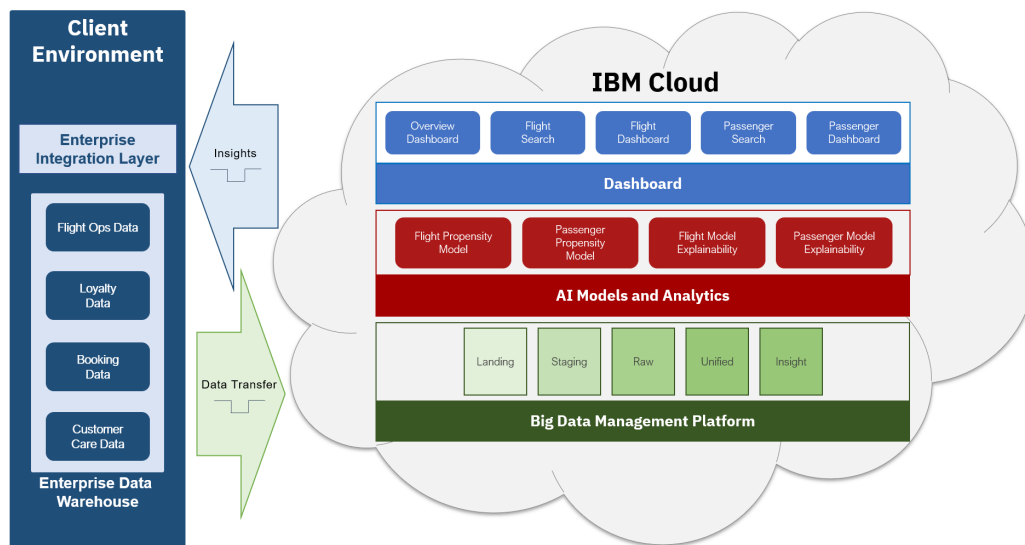 Client
Environment
Enterprise
Integration Layer
Flight Ops Data
Loyalty
Data
Booking
Data
Customer
Care Data
Enterprise Data
Warehouse
Insights
Data Transfer
IBM Cloud
Overview
Dashboard
Flight
Search
Flight
Dashboard
Passenger
Search
Passenger
Dashboard
Dashboard
Flight Propensity
Model
Passenger
Propensity
Model
Flight Model
Explainability
Passenger Model
Explainability
AI Models and Analytics
Landing
Staging
Raw
Unified
Insight
Big Data Management Platform